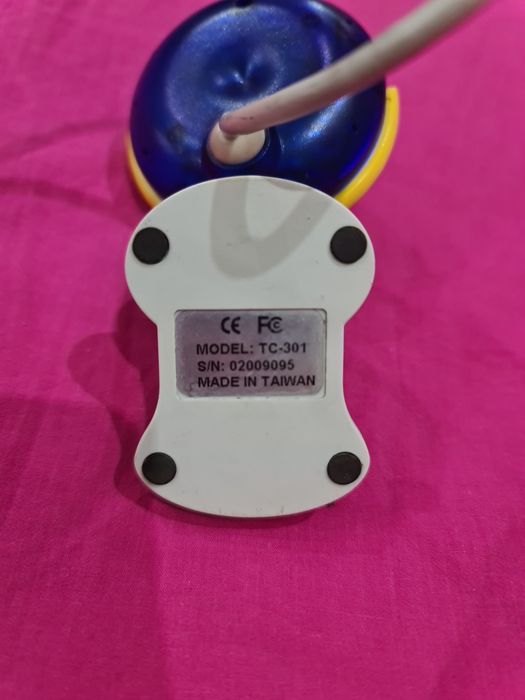 CE FC
MODEL: TC-301
S/N: 02009095
MADE IN TAIWAN